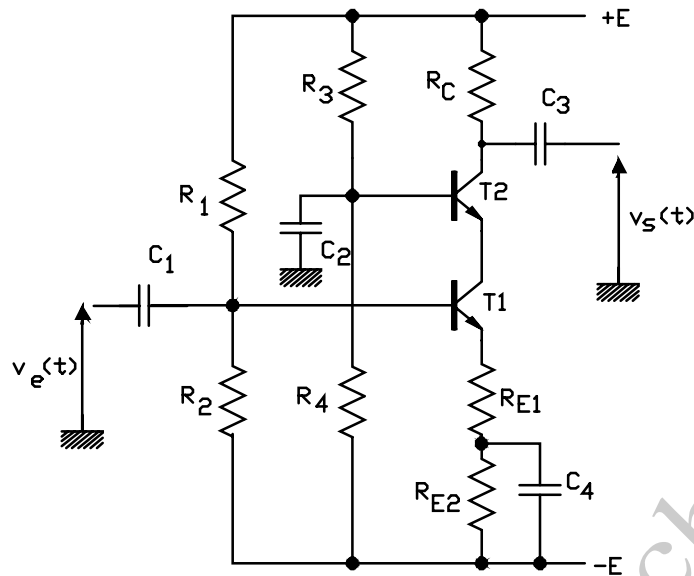 +E
R3
RC
C3
R1
T2
vs(t)
C2
C1
T1
ve(t)
R2
R4
RE1
RE2
C4
-E